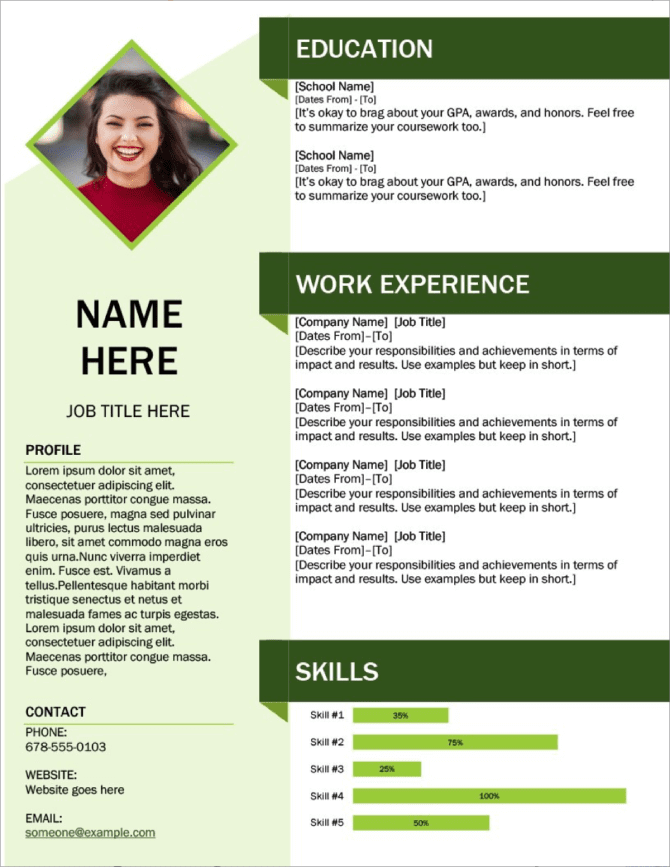 NAME
HERE
JOB TITLE HERE
PROFILE
Lorem ipsum dolor sit amet,
consectetuer adipiscing elit.
Maecenas porttitor congue massa.
Fusce posuere, magna sed pulvinar
ultricies, purus lectus malesuada
libero, sit amet commodo magna eros
quis urna.Nunc viverra imperdiet
enim. Fusce est. Vivamus a
tellus.Pellentesque habitant morbi
tristique senectus et netus et
malesuada fames ac turpis egestas.
Lorem ipsum dolor sit amet,
consectetuer adipiscing elit.
Maecenas porttitor congue massa.
Fusce posuere,
CONTACT
PHONE:
678-555-0103
WEBSITE:
Website goes here
EMAIL:
someone@example.com
EDUCATION
[School Name]
[Dates From] - [To]
[It's okay to brag about your GPA, awards, and honors. Feel free
to summarize your coursework too.]
[School Name]
[Dates From] - [To]
[It's okay to brag about your GPA, awards, and honors. Feel free
to summarize your coursework too.]
WORK EXPERIENCE
[Company Name] [Job Title]
[Dates From]–[To]
[Describe your responsibilities and achievements in terms of
impact and results. Use examples but keep in short.]
[Company Name] [Job Title]
[Dates From]–[To]
[Describe your responsibilities and achievements in terms of
impact and results. Use examples but keep in short.]
[Company Name] [Job Title]
[Dates From]–[To]
[Describe your responsibilities and achievements in terms of
impact and results. Use examples but keep in short.]
[Company Name] [Job Title]
[Dates From]–[To]
[Describe your responsibilities and achievements in terms of
impact and results. Use examples but keep in short.]
SKILLS
Skill #1 35%
Skill #2 75%
Skill #3 25%
Skill #4 100%
Skill #5 50%